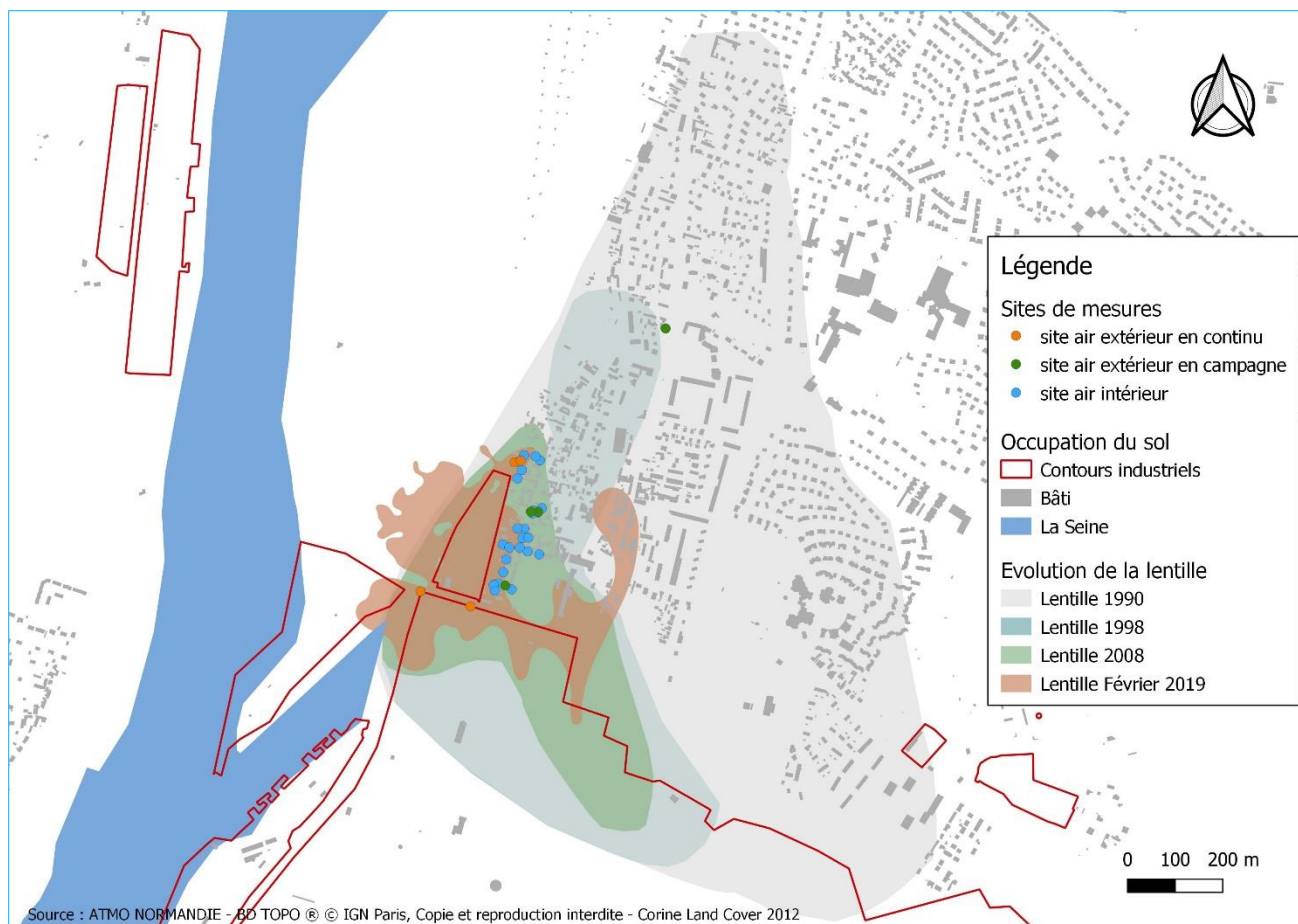 Légende
Sites de mesures
site air extérieur en continu
site air extérieur en campagne
site air intérieur
Occupation du sol
Contours industriels
Bâti
La Seine
Evolution de la lentille
Lentille 1990
Lentille 1998
Lentille 2008
Lentille Février 2019
0 100 200 m
Source : ATMO NORMANDIE - BD TOPO ® © IGN Paris, Copie et reproduction interdite - Corine Land Cover 2012